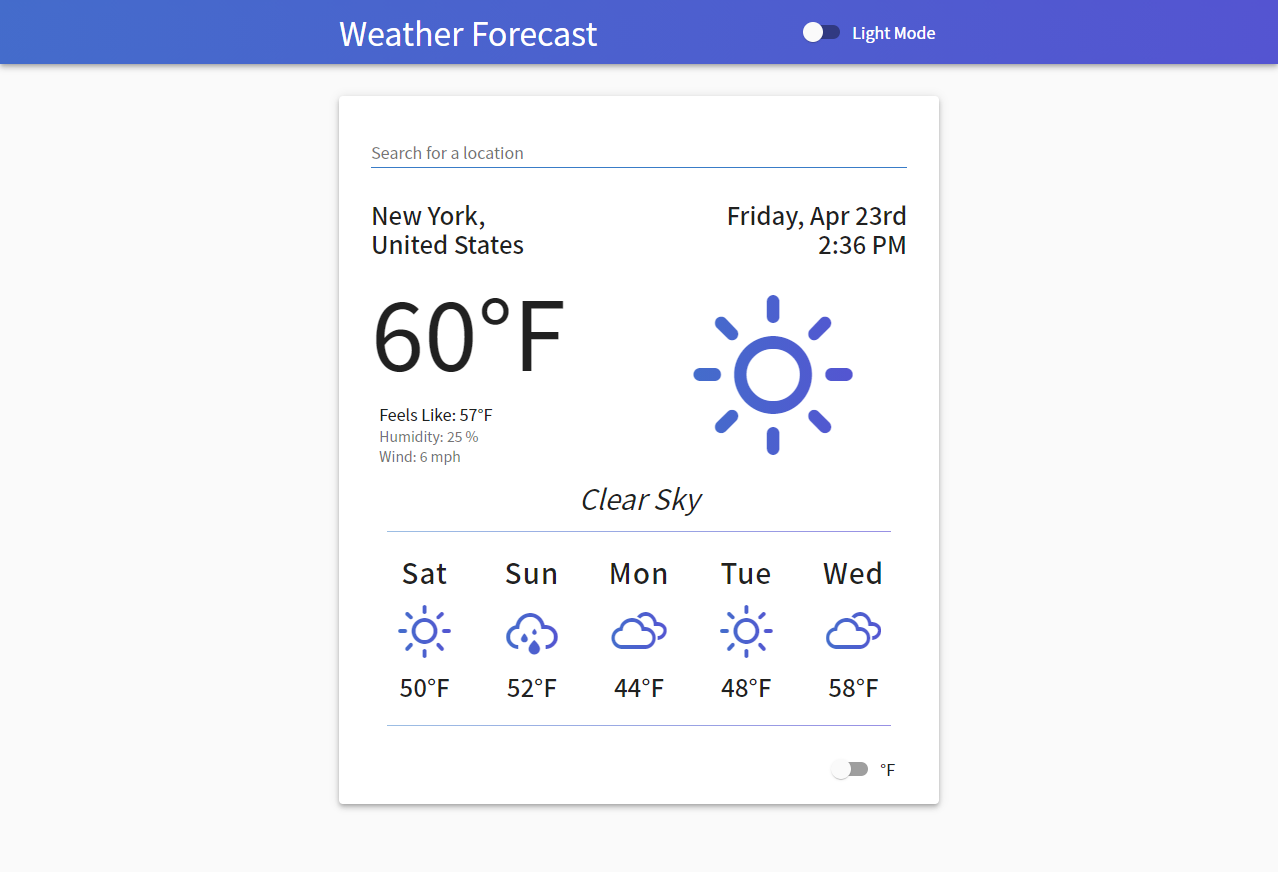 Weather Forecast
Light Mode
Search for a location
New York,
United States
Friday, Apr 23rd
2:36 PM
60°F
Feels Like: 57°F
Humidity: 25 %
Wind: 6 mph
Clear Sky
Sat Sun Mon Tue Wed
50°F 52°F 44°F 48°F 58°F
°F